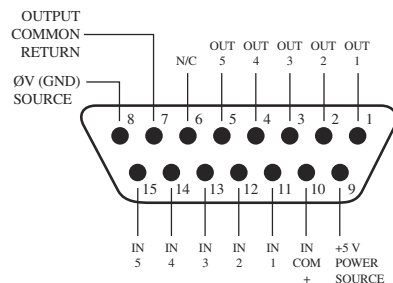 OUTPUT
COMMON
RETURN
ØV (GND)
SOURCE
N/C
OUT
5
OUT
4
OUT
3
OUT
2
OUT
1
8 7 6 5 4 3 2 1
15 14 13 12 11 10 9
IN
5
IN
4
IN
3
IN
2
IN
1
IN
COM
+
+5 V
POWER
SOURCE